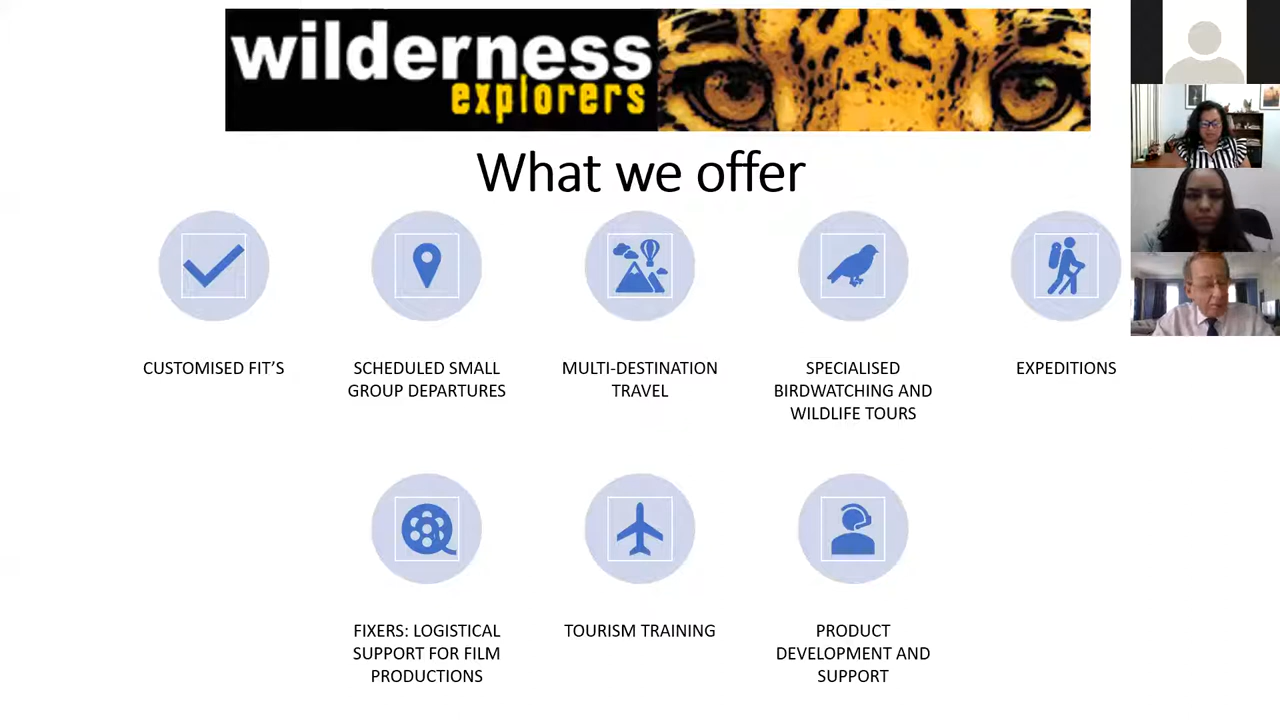 wilderness
explorers
What we offer
CUSTOMISED FIT'S
SCHEDULED SMALL
GROUP DEPARTURES
MULTI-DESTINATION
TRAVEL
SPECIALISED
BIRDWATCHING AND
WILDLIFE TOURS
EXPEDITIONS
FIXERS: LOGISTICAL
SUPPORT FOR FILM
PRODUCTIONS
TOURISM TRAINING
PRODUCT
DEVELOPMENT AND
SUPPORT